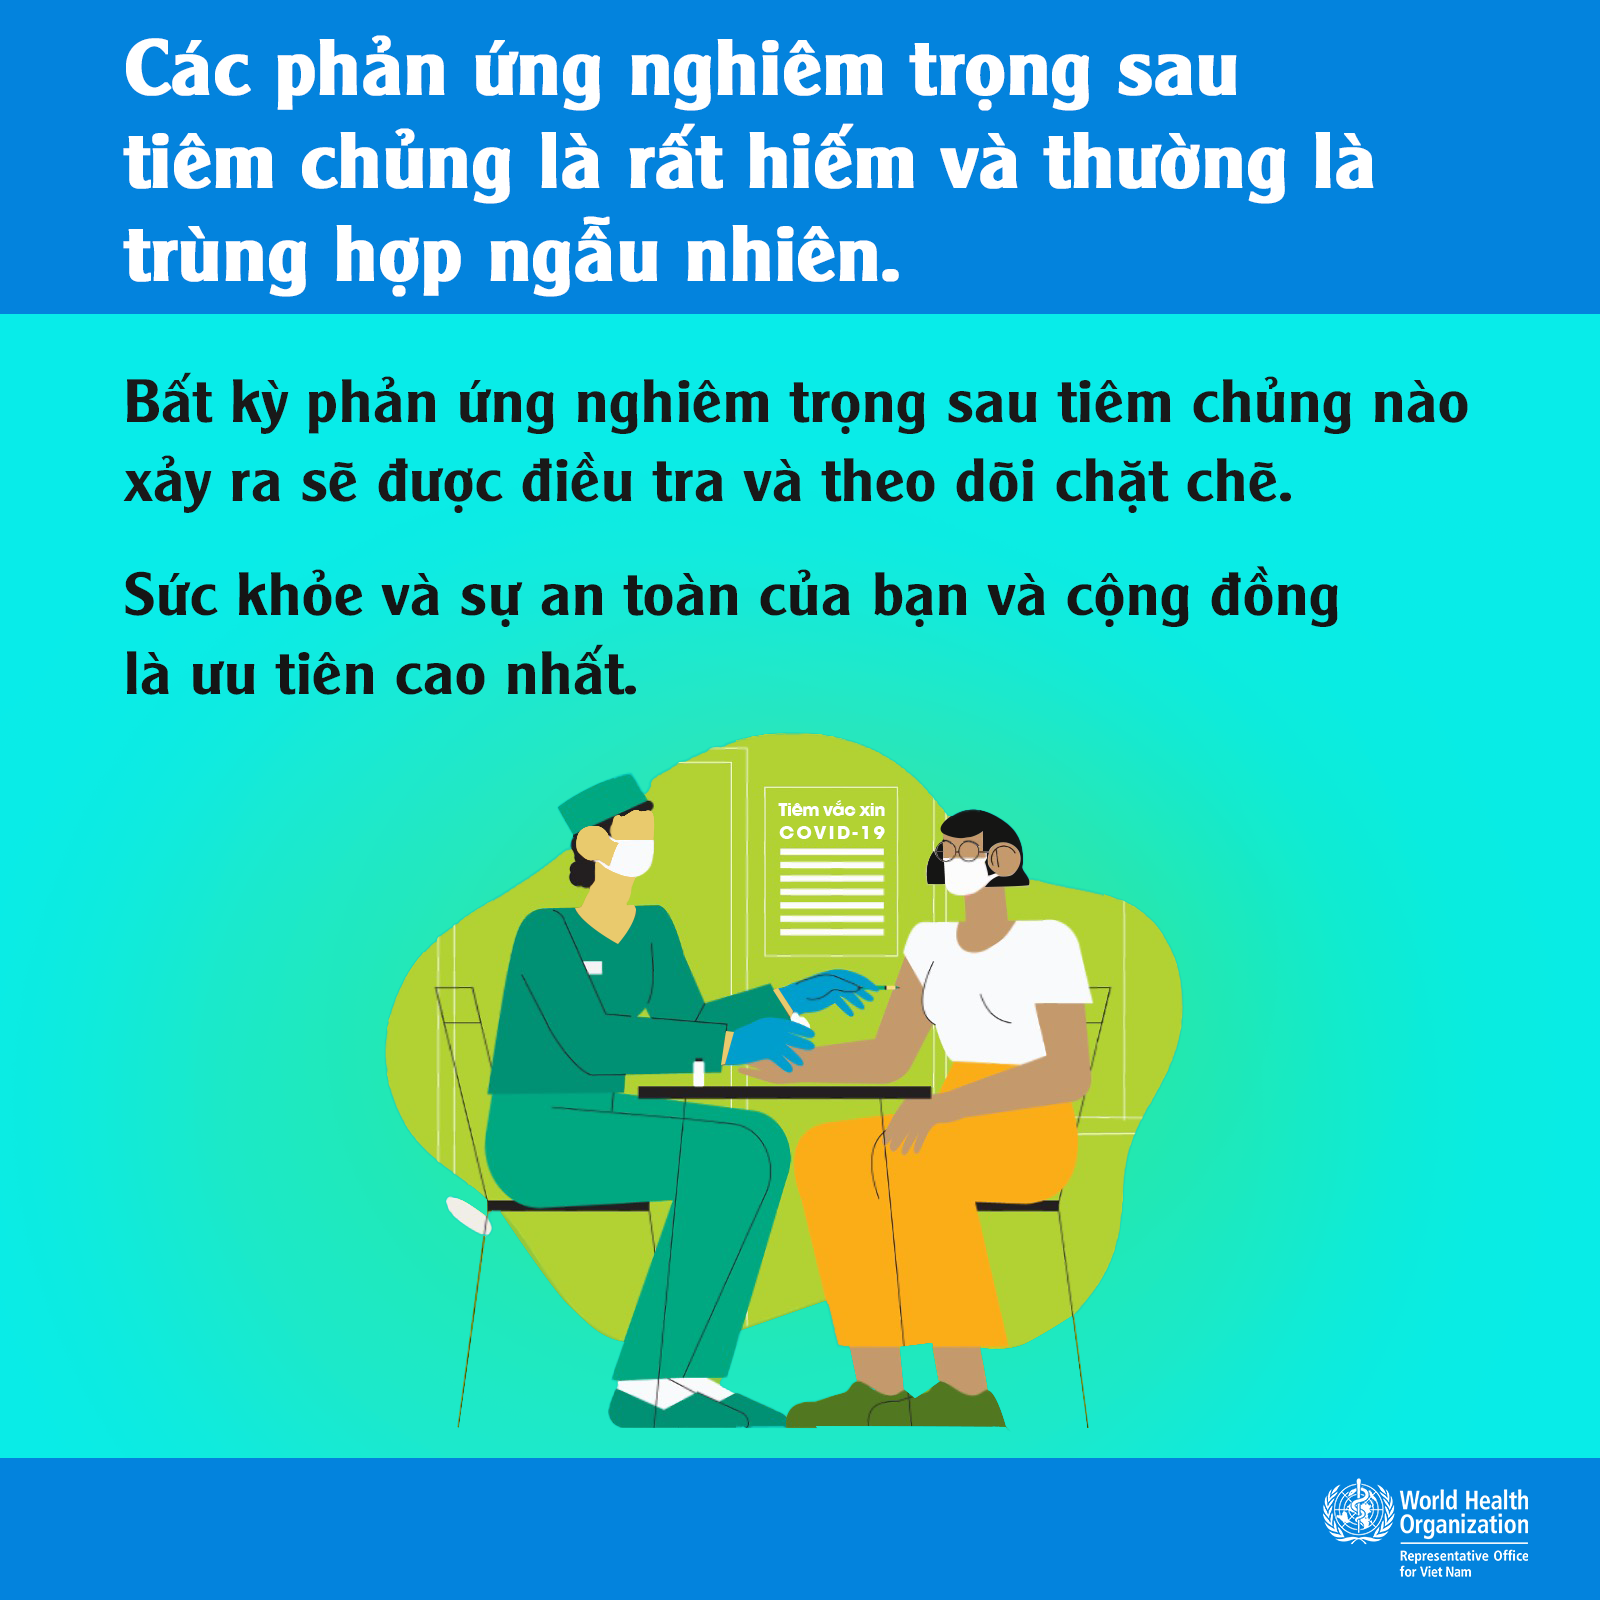 Các phản ứng nghiêm trọng sau
tiêm chủng là rất hiếm và thường là
trùng hợp ngẫu nhiên.
Bất kỳ phản ứng nghiêm trọng sau tiêm chủng nào
xảy ra sẽ được điều tra và theo dõi chặt chẽ.
Sức khỏe và sự an toàn của bạn và cộng đồng
là ưu tiên cao nhất.
Tiêm vắc xin
COVID-19
World Health
Organization
Representative Office
for Viet Nam